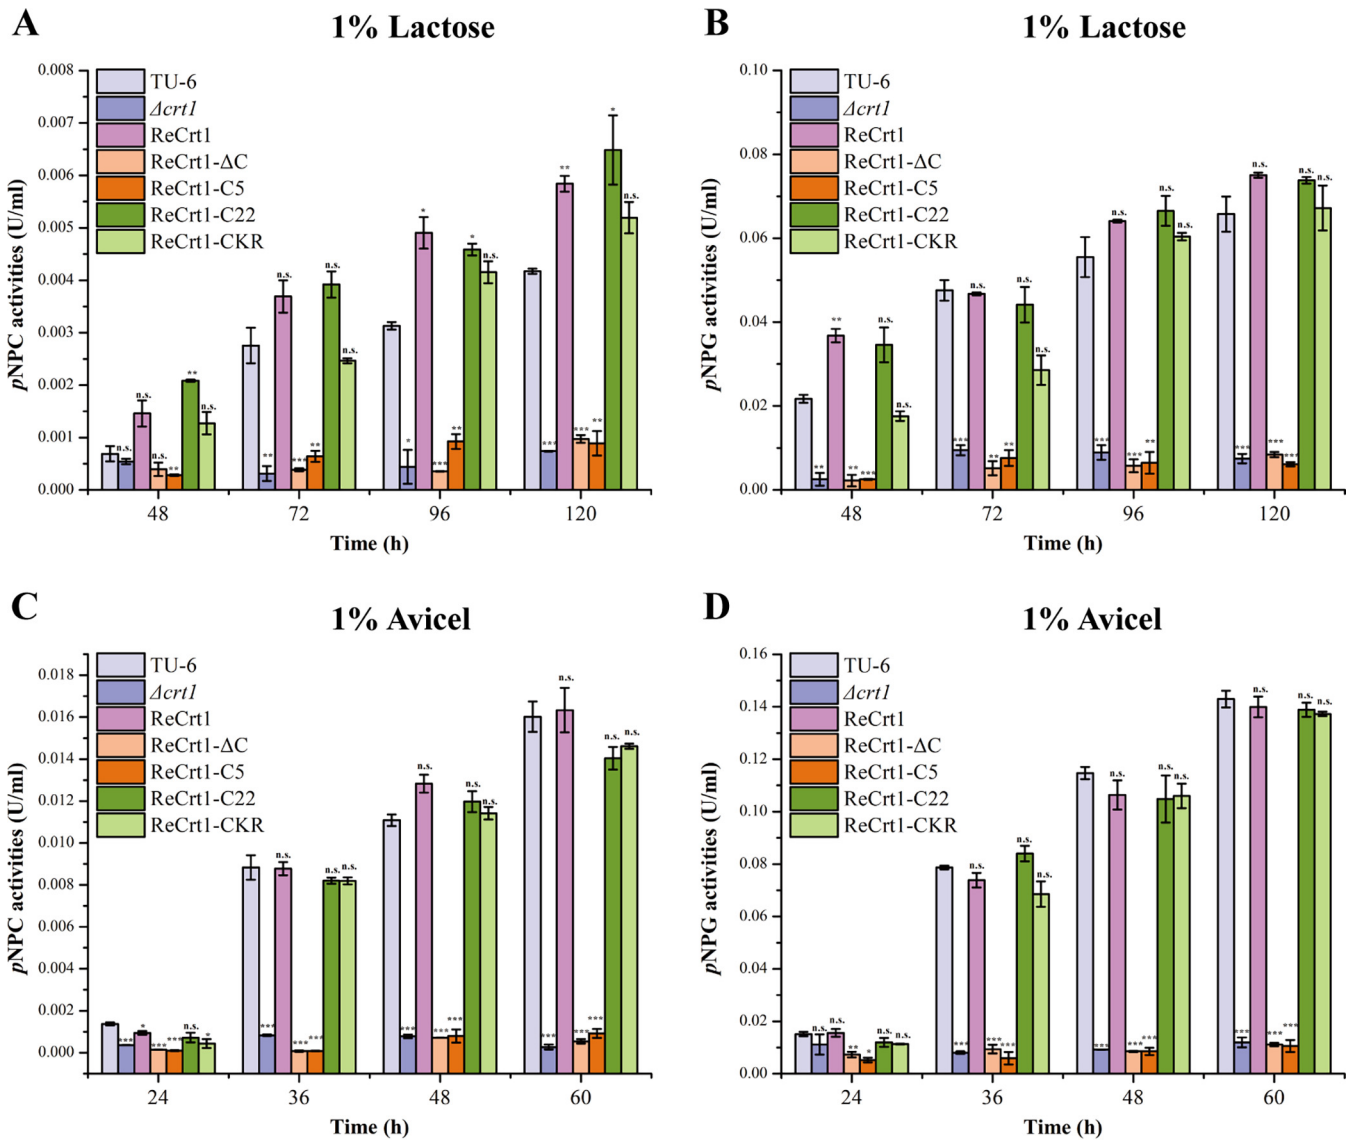 A
1% Lactose
TU-6
Δcrt1
ReCrt1
ReCrt1-ΔC
ReCrt1-C5
ReCrt1-C22
ReCrt1-CKR
pNPC activities (U/ml)
0.008
0.007
0.006
0.005
0.004
0.003
0.002
0.001
0.000
n.s. n.s. n.s. ** ** n.s.
** n.s. *** ** n.s. n.s.
* * *** ** * n.s.
*** ** *** ** * n.s.
48 72 96 120
Time (h)
B
1% Lactose
TU-6
Δcrt1
ReCrt1
ReCrt1-ΔC
ReCrt1-C5
ReCrt1-C22
ReCrt1-CKR
pNPG activities (U/ml)
0.10
0.08
0.06
0.04
0.02
0.00
** ** ** *** n.s. n.s.
*** n.s. ** ** n.s. n.s.
*** n.s. *** ** n.s. n.s.
*** n.s. *** *** n.s. n.s.
48 72 96 120
Time (h)
C
1% Avicel
TU-6
Δcrt1
ReCrt1
ReCrt1-ΔC
ReCrt1-C5
ReCrt1-C22
ReCrt1-CKR
pNPC activities (U/ml)
0.018
0.016
0.014
0.012
0.010
0.008
0.006
0.004
0.002
0.000
*** * *** *** n.s. *
*** n.s. *** *** n.s. n.s.
*** n.s. *** *** n.s. n.s.
*** n.s. *** *** n.s. n.s.
24 36 48 60
Time (h)
D
1% Avicel
TU-6
Δcrt1
ReCrt1
ReCrt1-ΔC
ReCrt1-C5
ReCrt1-C22
ReCrt1-CKR
pNPG activities (U/ml)
0.16
0.14
0.12
0.10
0.08
0.06
0.04
0.02
0.00
n.s. n.s. ** * n.s. n.s.
*** n.s. *** *** n.s. n.s.
*** n.s. *** *** n.s. n.s.
*** n.s. *** *** n.s. n.s.
24 36 48 60
Time (h)